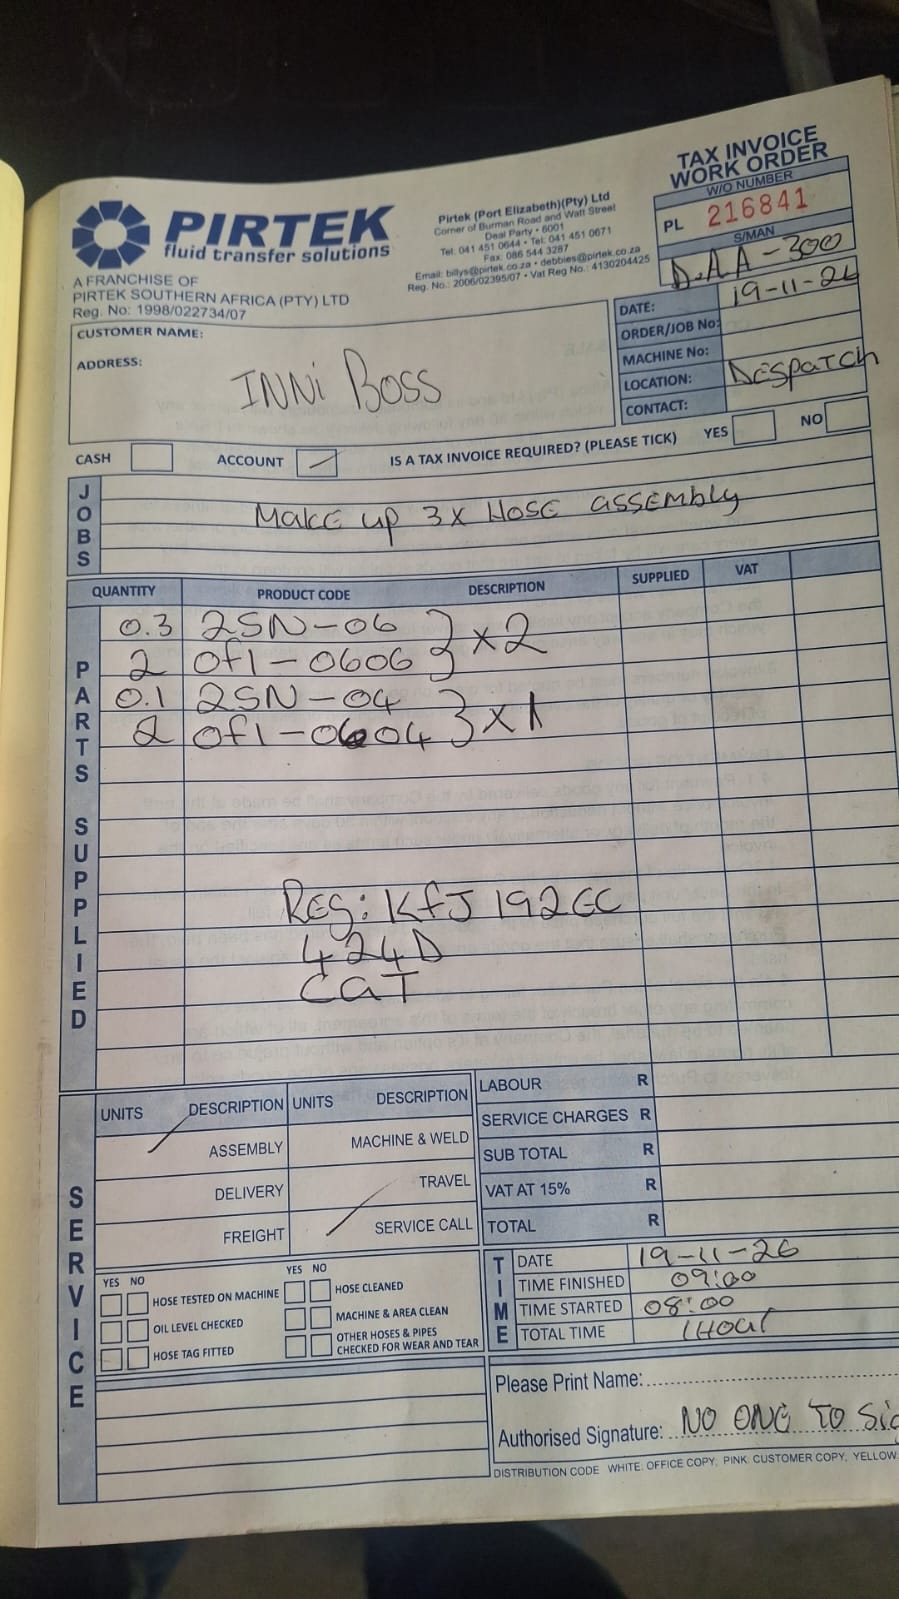 TAX INVOICE
WORK ORDER
W/O NUMBER
PL 216841
S/MAN
D.A A-300
PIRTEK
fluid transfer solutions
A FRANCHISE OF
PIRTEK SOUTHERN AFRICA (PTY) LTD
Reg. No: 1998/022734/07
Pirtek (Port Elizabeth)(Pty) Ltd
Corner of Burman Road and Watt Street
Deal Party • 6001
Tel. 041 451 0644 • Tel: 041 451 0671
Fax: 086 544 3287
Email: billys@pirtek.co.za • debbies@pirtek.co.za
Reg. No.: 2006/02395/07 • Vat Reg No.: 4130204425
CUSTOMER NAME:
ADDRESS:
INNi BOSS
DATE: 19-11-26
ORDER/JOB No:
MACHINE No:
LOCATION: DESPATCH
CONTACT:
CASH ACCOUNT IS A TAX INVOICE REQUIRED? (PLEASE TICK) YES NO
JOBS
Make up 3x Hose assembly
QUANTITY PRODUCT CODE DESCRIPTION SUPPLIED VAT
PARTS SUPPLIED
0.3 2SN-06
2 Of1-0606 } x2
0.1 2SN-04
2 Of1-0604 } x1
Reg: KfJ 192 EC
424D
CAT
SERVICE
UNITS DESCRIPTION UNITS DESCRIPTION
ASSEMBLY MACHINE & WELD
DELIVERY TRAVEL
FREIGHT SERVICE CALL
LABOUR R
SERVICE CHARGES R
SUB TOTAL R
VAT AT 15% R
TOTAL R
YES NO YES NO
HOSE TESTED ON MACHINE HOSE CLEANED
OIL LEVEL CHECKED MACHINE & AREA CLEAN
HOSE TAG FITTED OTHER HOSES & PIPES
CHECKED FOR WEAR AND TEAR
TIME
DATE 19-11-26
TIME FINISHED 09:00
TIME STARTED 08:00
TOTAL TIME 1 Hour
Please Print Name:
Authorised Signature: NO ONE TO
DISTRIBUTION CODE WHITE: OFFICE COPY, PINK: CUSTOMER COPY, YELLOW: